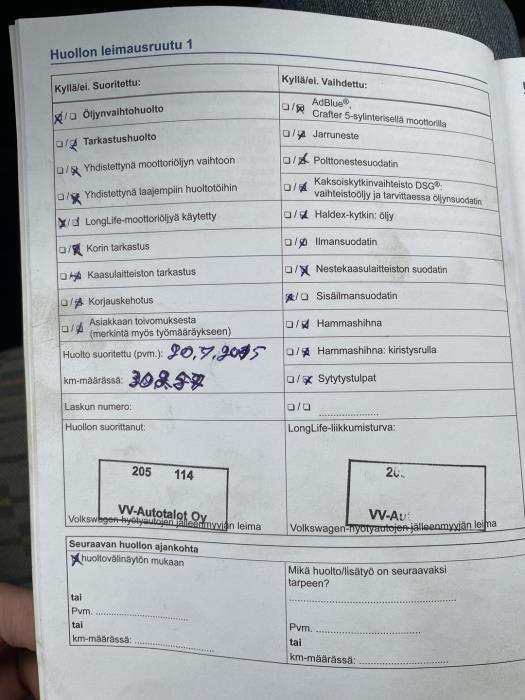 Huollon leimausruutu 1
Kyllä/ei. Suoritettu:
☒/☐ Öljynvaihtohuolto
☐/☒ Tarkastushuolto
☐/☒ Yhdistettynä moottoriöljyn vaihtoon
☐/☒ Yhdistettynä laajempiin huoltotöihin
☒/☐ LongLife-moottoriöljyä käytetty
☐/☒ Korin tarkastus
☐/☒ Kaasulaitteiston tarkastus
☐/☒ Korjauskehotus
☐/☒ Asiakkaan toivomuksesta
(merkintä myös työmääräykseen)
Huolto suoritettu (pvm.): 20.7.2015
km-määrässä:
Laskun numero:
Huollon suorittanut:
205 114
VV-Autotalot Oy
Volkswagen-hyötyautojen jälleenmyyjän leima
Kyllä/ei. Vaihdettu:
☐/☒ AdBlue®,
Crafter 5-sylinterisellä moottorilla
☐/☒ Jarruneste
☐/☒ Polttonestesuodatin
☐/☒ Kaksoiskytkinvaihteisto DSG®:
vaihteistoöljy ja tarvittaessa öljynsuodatin
☐/☒ Haldex-kytkin: öljy
☐/☒ Ilmansuodatin
☐/☒ Nestekaasulaitteiston suodatin
☒/☐ Sisäilmansuodatin
☐/☒ Hammashihna
☐/☒ Hammashihna: kiristysrulla
☐/☒ Sytytystulpat
☐/☐ ....................
LongLife-liikkumisturva:
VV-Au
Volkswagen-hyötyautojen jälleenmyyjän leima
Seuraavan huollon ajankohta
☒ huoltovälinäytön mukaan
tai
Pvm. ....................
tai
km-määrässä: ....................
Mikä huolto/lisätyö on seuraavaksi
tarpeen?
....................
Pvm. ....................
tai
km-määrässä: ....................